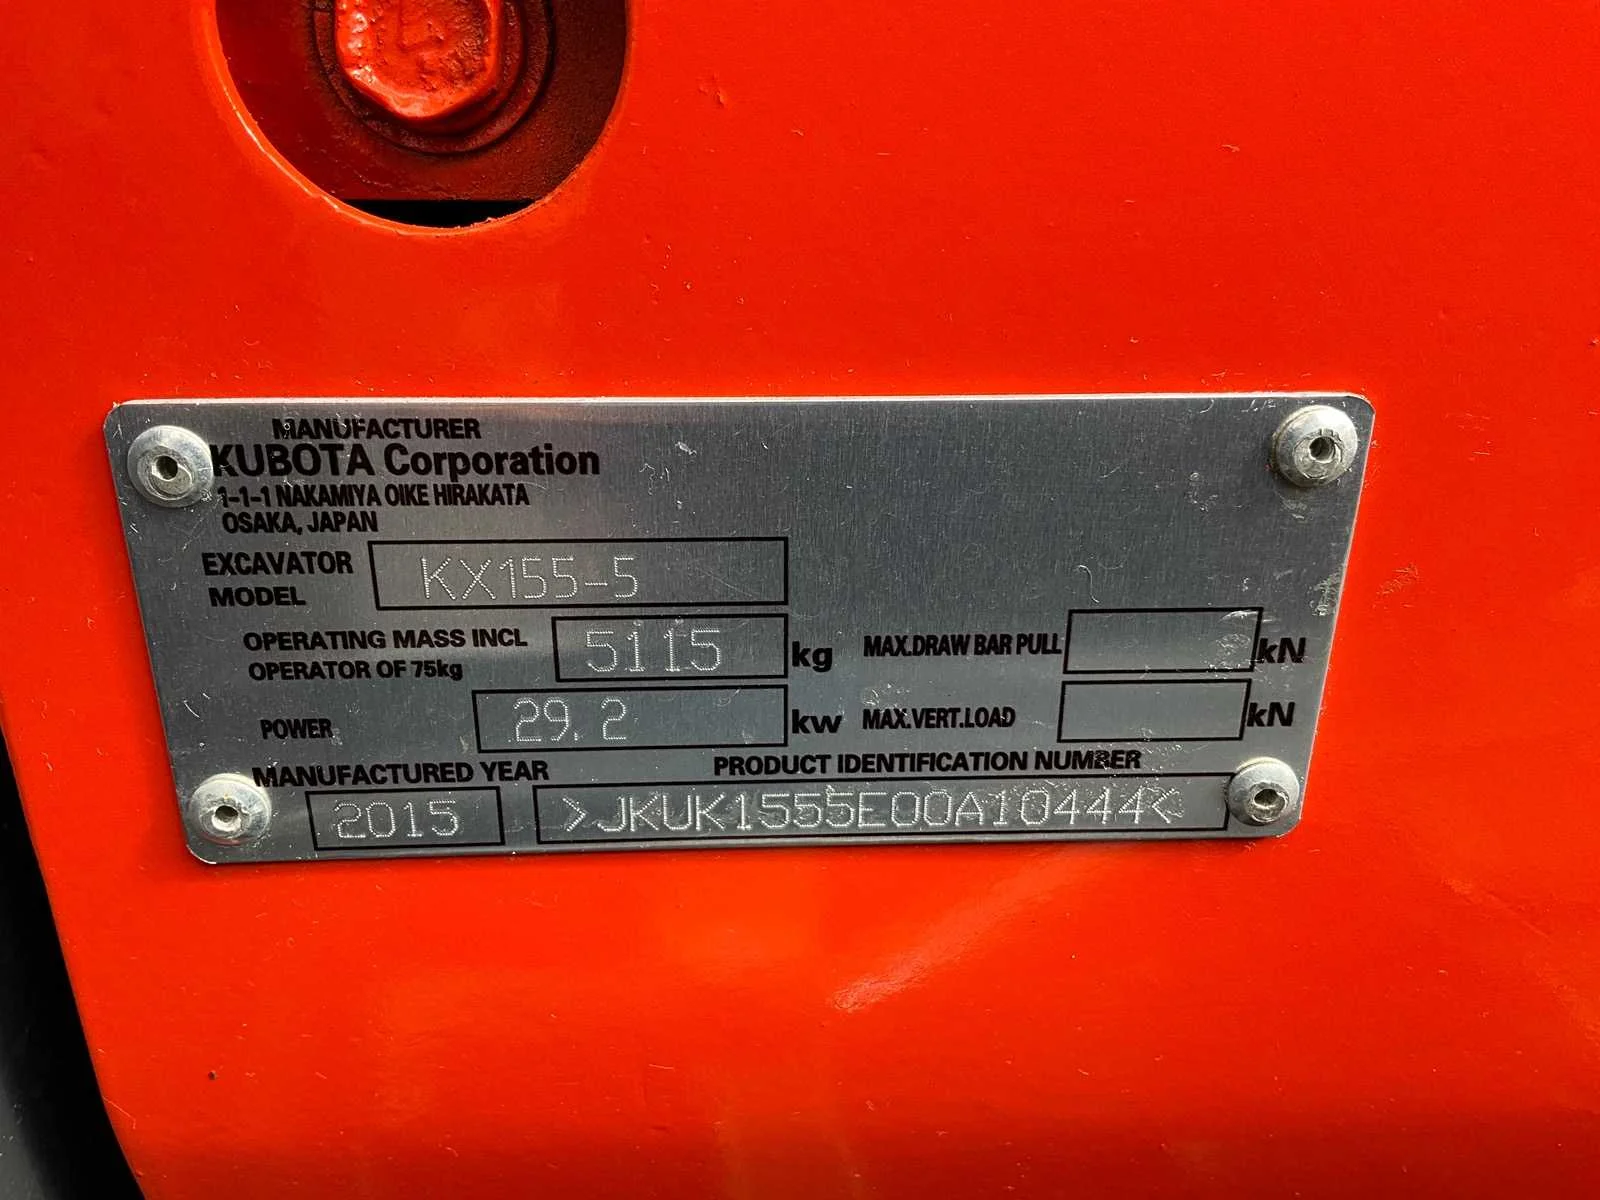 MANUFACTURER
KUBOTA Corporation
1-1-1 NAKAMIYA OIKE HIRAKATA
OSAKA, JAPAN
EXCAVATOR MODEL KX155-5
OPERATING MASS INCL
OPERATOR OF 75kg 5115 kg MAX.DRAW BAR PULL kN
POWER 29.2 kw MAX.VERT.LOAD kN
MANUFACTURED YEAR PRODUCT IDENTIFICATION NUMBER
2015 >JKUK1555E00A10444<